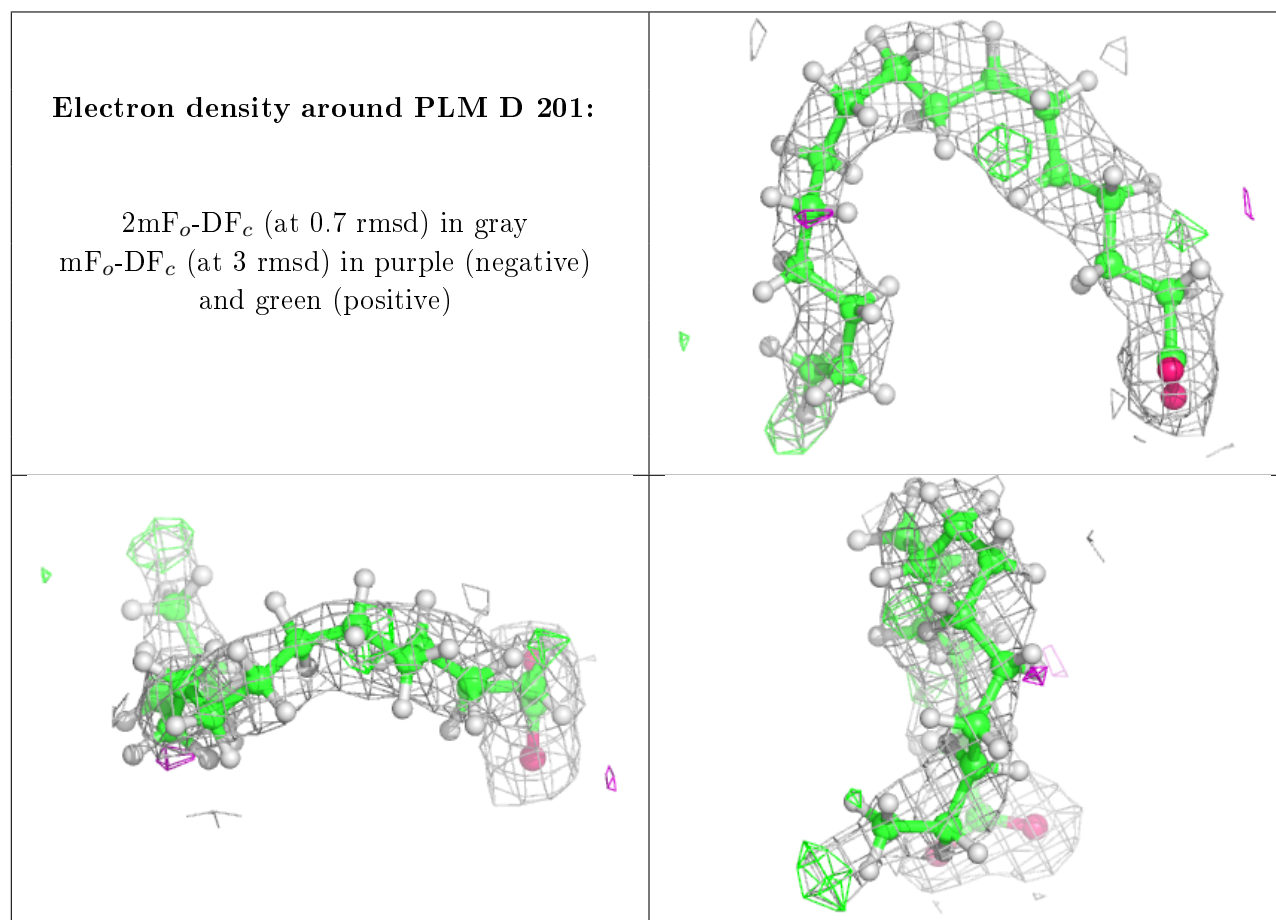 Electron density around PLM D 201:
2mFo-DFc (at 0.7 rmsd) in gray
mFo-DFc (at 3 rmsd) in purple (negative)
and green (positive)